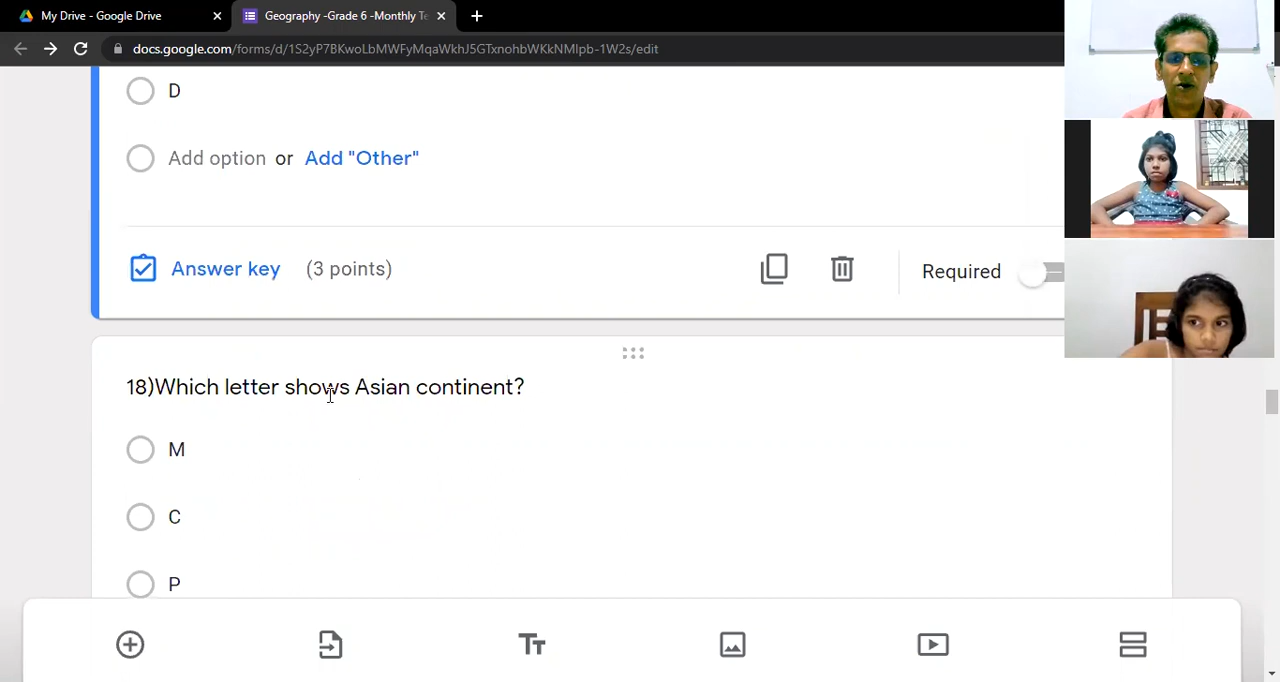 My Drive - Google Drive
Geography -Grade 6 -Monthly Te
docs.google.com/forms/d/1S2yP7BKwoLbMWFyMqaWkhJ5GTxnohbWKkNMlpb-1W2s/edit
D
Add option or Add "Other"
Answer key (3 points)
Required
18)Which letter shows Asian continent?
M
C
P